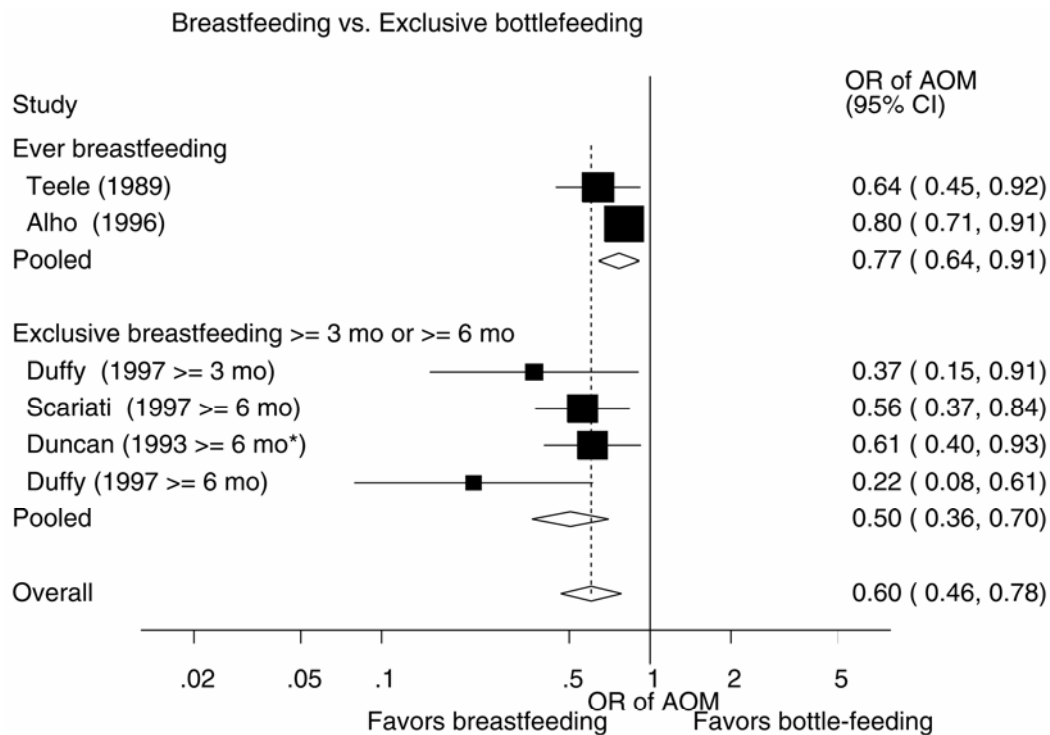 Breastfeeding vs. Exclusive bottlefeeding
Study
OR of AOM
(95% CI)
Ever breastfeeding
Teele (1989) 0.64 ( 0.45, 0.92)
Alho (1996) 0.80 ( 0.71, 0.91)
Pooled 0.77 ( 0.64, 0.91)
Exclusive breastfeeding >= 3 mo or >= 6 mo
Duffy (1997 >= 3 mo) 0.37 ( 0.15, 0.91)
Scariati (1997 >= 6 mo) 0.56 ( 0.37, 0.84)
Duncan (1993 >= 6 mo*) 0.61 ( 0.40, 0.93)
Duffy (1997 >= 6 mo) 0.22 ( 0.08, 0.61)
Pooled 0.50 ( 0.36, 0.70)
Overall 0.60 ( 0.46, 0.78)
.02 .05 .1 .5 1 2 5
OR of AOM
Favors breastfeeding Favors bottle-feeding